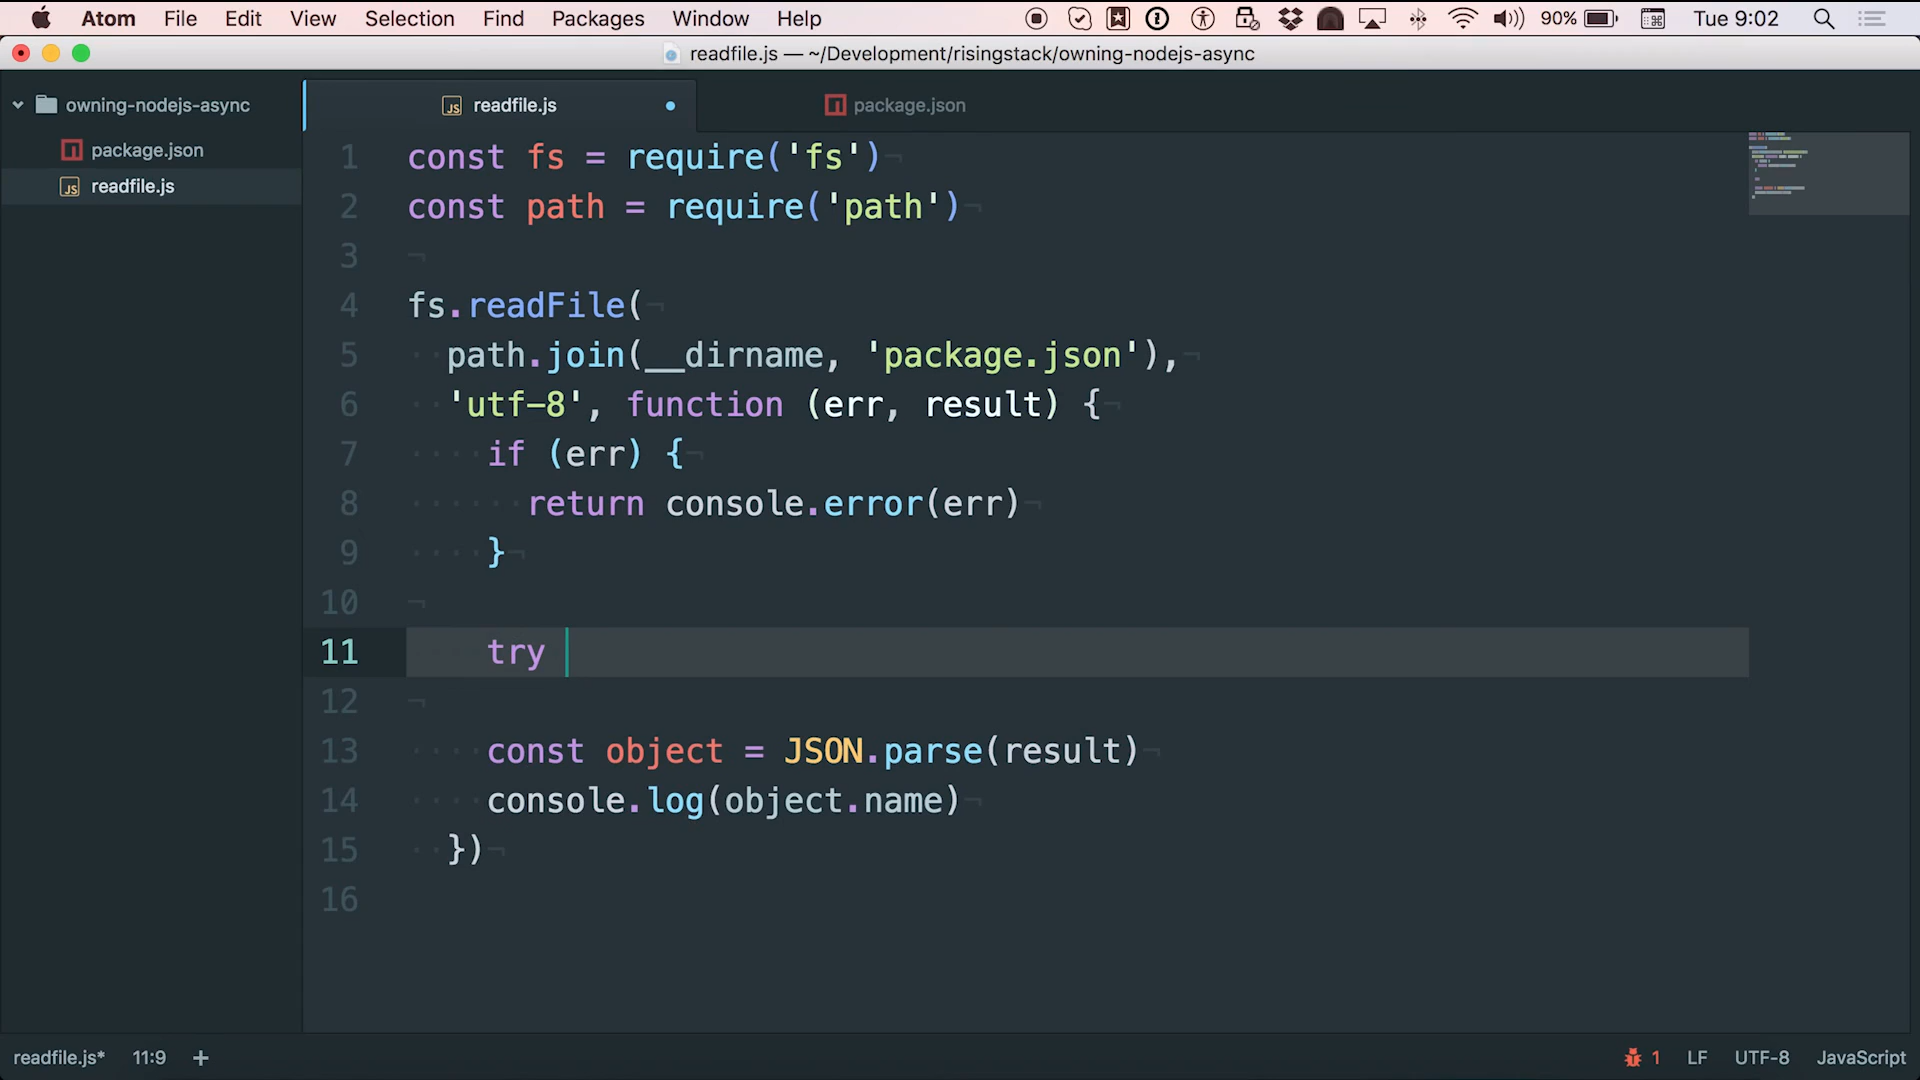 Atom File Edit View Selection Find Packages Window Help 90% Tue 9:02
readfile.js — ~/Development/risingstack/owning-nodejs-async
owning-nodejs-async
package.json
readfile.js
readfile.js package.json
1 const fs = require('fs')¬
2 const path = require('path')¬
3 ¬
4 fs.readFile(¬
5 ··path.join(__dirname, 'package.json'),¬
6 ··'utf-8', function (err, result) {¬
7 ····if (err) {¬
8 ······return console.error(err)¬
9 ····}¬
10 ¬
11 try
12 ¬
13 ····const object = JSON.parse(result)¬
14 ····console.log(object.name)¬
15 ··})¬
16
readfile.js* 11:9 + 1 LF UTF-8 JavaScript